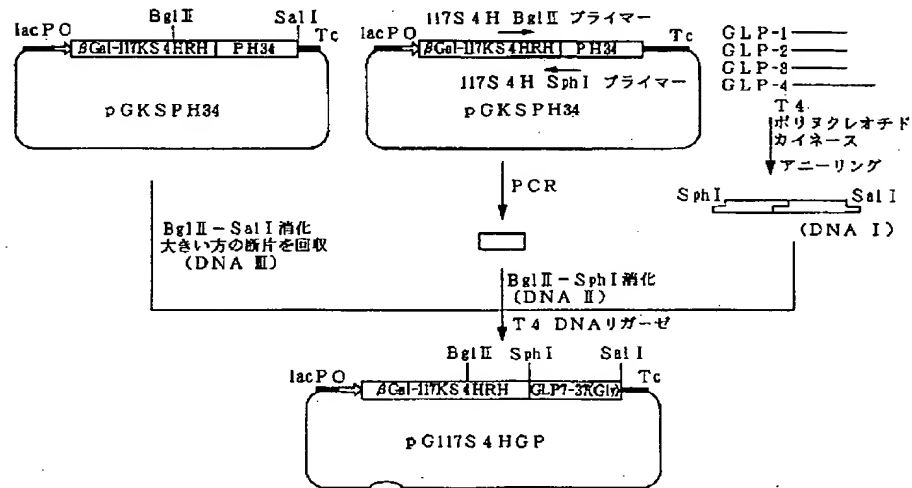 BglⅡ
SalⅠ
lacPO
Tc
βGal-117KS4HRH
PH34
pGKSPH34
117S4H BglⅡ プライマー
lacPO
Tc
βGal-117KS4HRH
PH34
117S4H SphⅠ プライマー
pGKSPH34
GLP-1
GLP-2
GLP-3
GLP-4
T4
ポリヌクレオチド
カイネース
アニーリング
SphⅠ
SalⅠ
(DNA Ⅰ)
PCR
BglⅡ-SalⅠ消化
大きい方の断片を回収
(DNA Ⅲ)
BglⅡ-SphⅠ消化
(DNA Ⅱ)
T4 DNAリガーゼ
BglⅡ
SphⅠ
SalⅠ
lacPO
Tc
βGal-117KS4HRH
pG117S4HGP